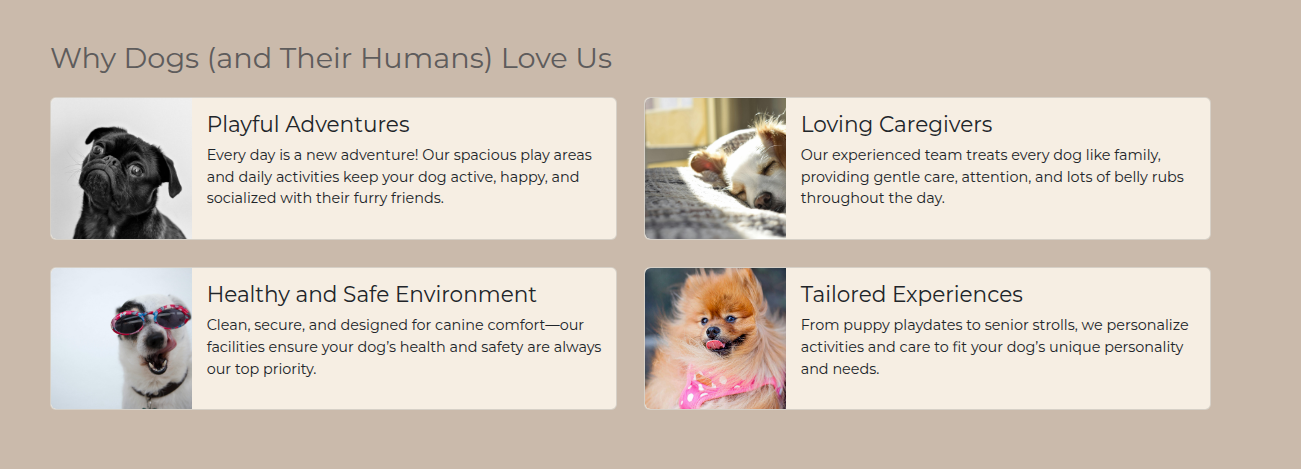 Why Dogs (and Their Humans) Love Us
Playful Adventures
Every day is a new adventure! Our spacious play areas
and daily activities keep your dog active, happy, and
socialized with their furry friends.
Loving Caregivers
Our experienced team treats every dog like family,
providing gentle care, attention, and lots of belly rubs
throughout the day.
Healthy and Safe Environment
Clean, secure, and designed for canine comfort—our
facilities ensure your dog’s health and safety are always
our top priority.
Tailored Experiences
From puppy playdates to senior strolls, we personalize
activities and care to fit your dog’s unique personality
and needs.